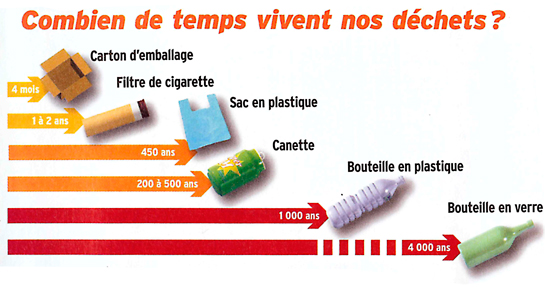 Combien de temps vivent nos déchets ?
Carton d'emballage
4 mois
Filtre de cigarette
1 à 2 ans
Sac en plastique
450 ans
Canette
200 à 500 ans
Bouteille en plastique
1 000 ans
Bouteille en verre
4 000 ans